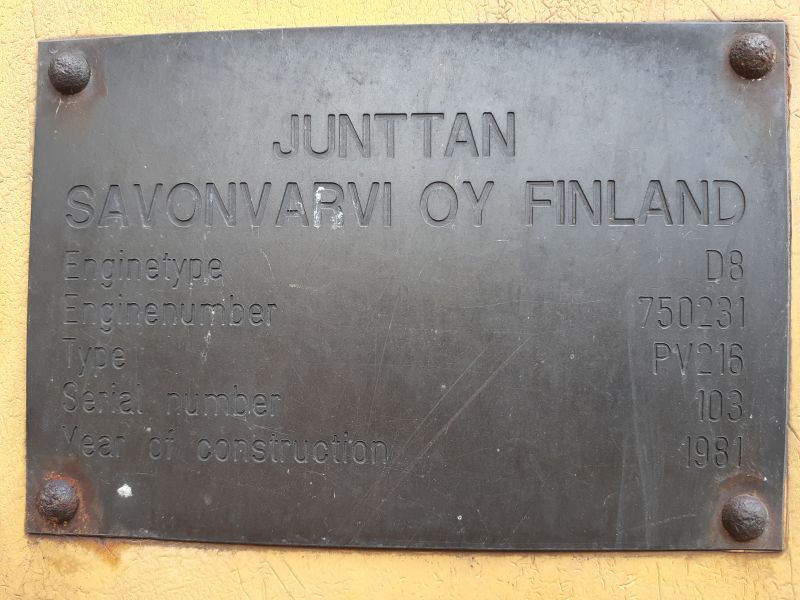 JUNTTAN
SAVONVARVI OY FINLAND
Enginetype D8
Enginenumber 750231
Type PV216
Serial number 103
Year of construction 1981